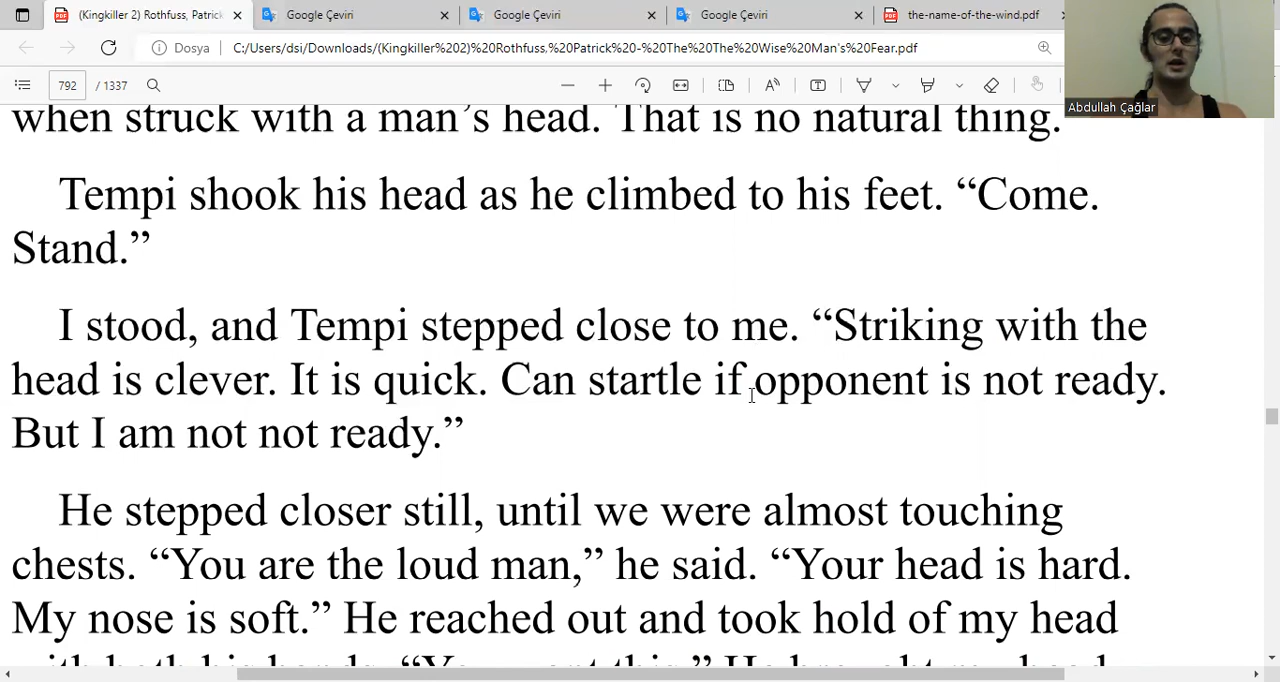 (Kingkiller 2) Rothfuss, Patrick
Google Çeviri
Google Çeviri
Google Çeviri
the-name-of-the-wind.pdf
Dosya
C:/Users/dsi/Downloads/(Kingkiller%202)%20Rothfuss,%20Patrick%20-%20The%20The%20Wise%20Man's%20Fear.pdf
792 / 1337
Abdullah Çağlar
when struck with a man’s head. That is no natural thing.
Tempi shook his head as he climbed to his feet. “Come.
Stand.”
I stood, and Tempi stepped close to me. “Striking with the
head is clever. It is quick. Can startle if opponent is not ready.
But I am not not ready.”
He stepped closer still, until we were almost touching
chests. “You are the loud man,” he said. “Your head is hard.
My nose is soft.” He reached out and took hold of my head